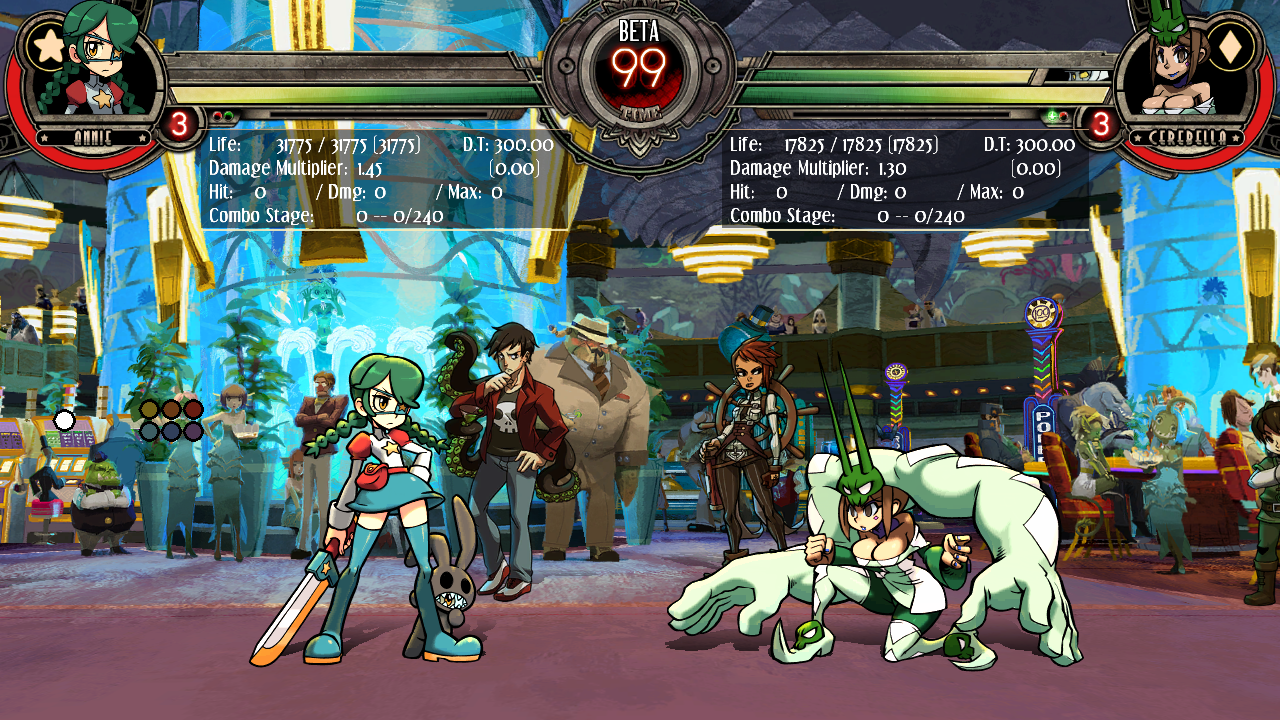 BETA
99
TIME
ANNIE
3
3
CEREBELLA
Life: 31775 / 31775 (31775) D.T: 300.00
Damage Multiplier: 1.45 (0.00)
Hit: 0 / Dmg: 0 / Max: 0
Combo Stage: 0 -- 0/240
Life: 17825 / 17825 (17825) D.T: 300.00
Damage Multiplier: 1.30 (0.00)
Hit: 0 / Dmg: 0 / Max: 0
Combo Stage: 0 -- 0/240
100